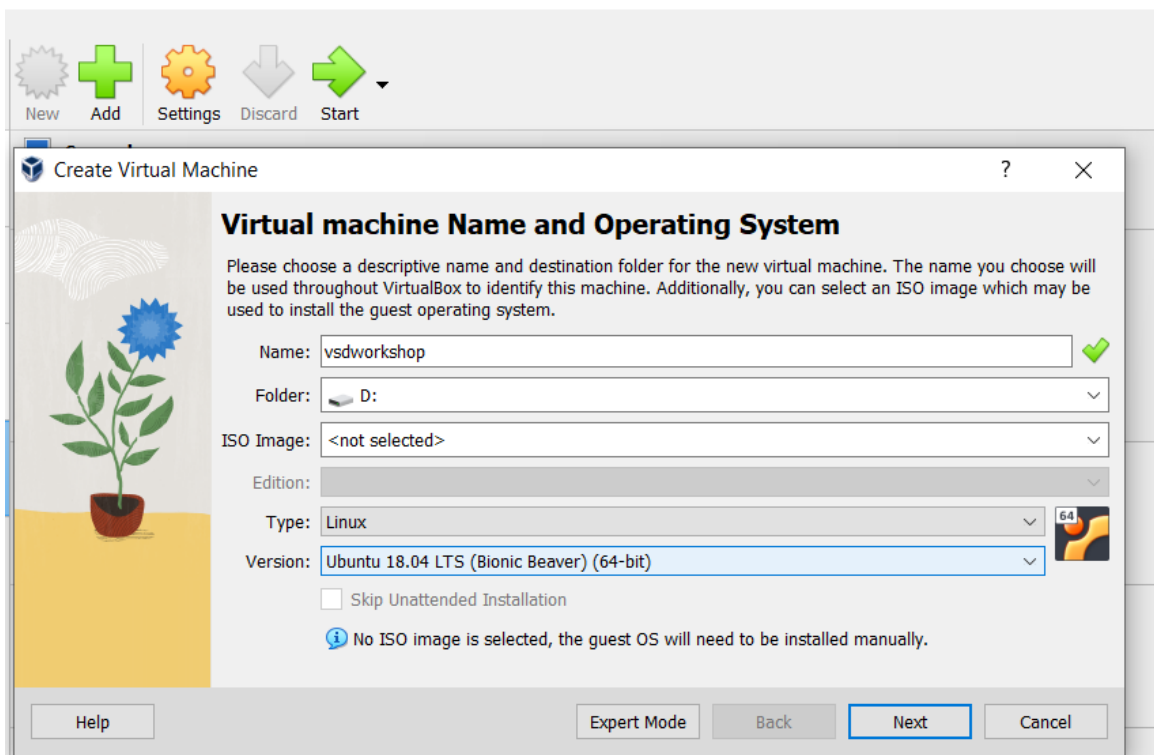 New Add Settings Discard Start
Create Virtual Machine ?
Virtual machine Name and Operating System
Please choose a descriptive name and destination folder for the new virtual machine. The name you choose will
be used throughout VirtualBox to identify this machine. Additionally, you can select an ISO image which may be
used to install the guest operating system.
Name: vsdworkshop
Folder: D:
ISO Image: <not selected>
Edition:
Type: Linux
64
Version: Ubuntu 18.04 LTS (Bionic Beaver) (64-bit)
Skip Unattended Installation
No ISO image is selected, the guest OS will need to be installed manually.
Help Expert Mode Back Next Cancel